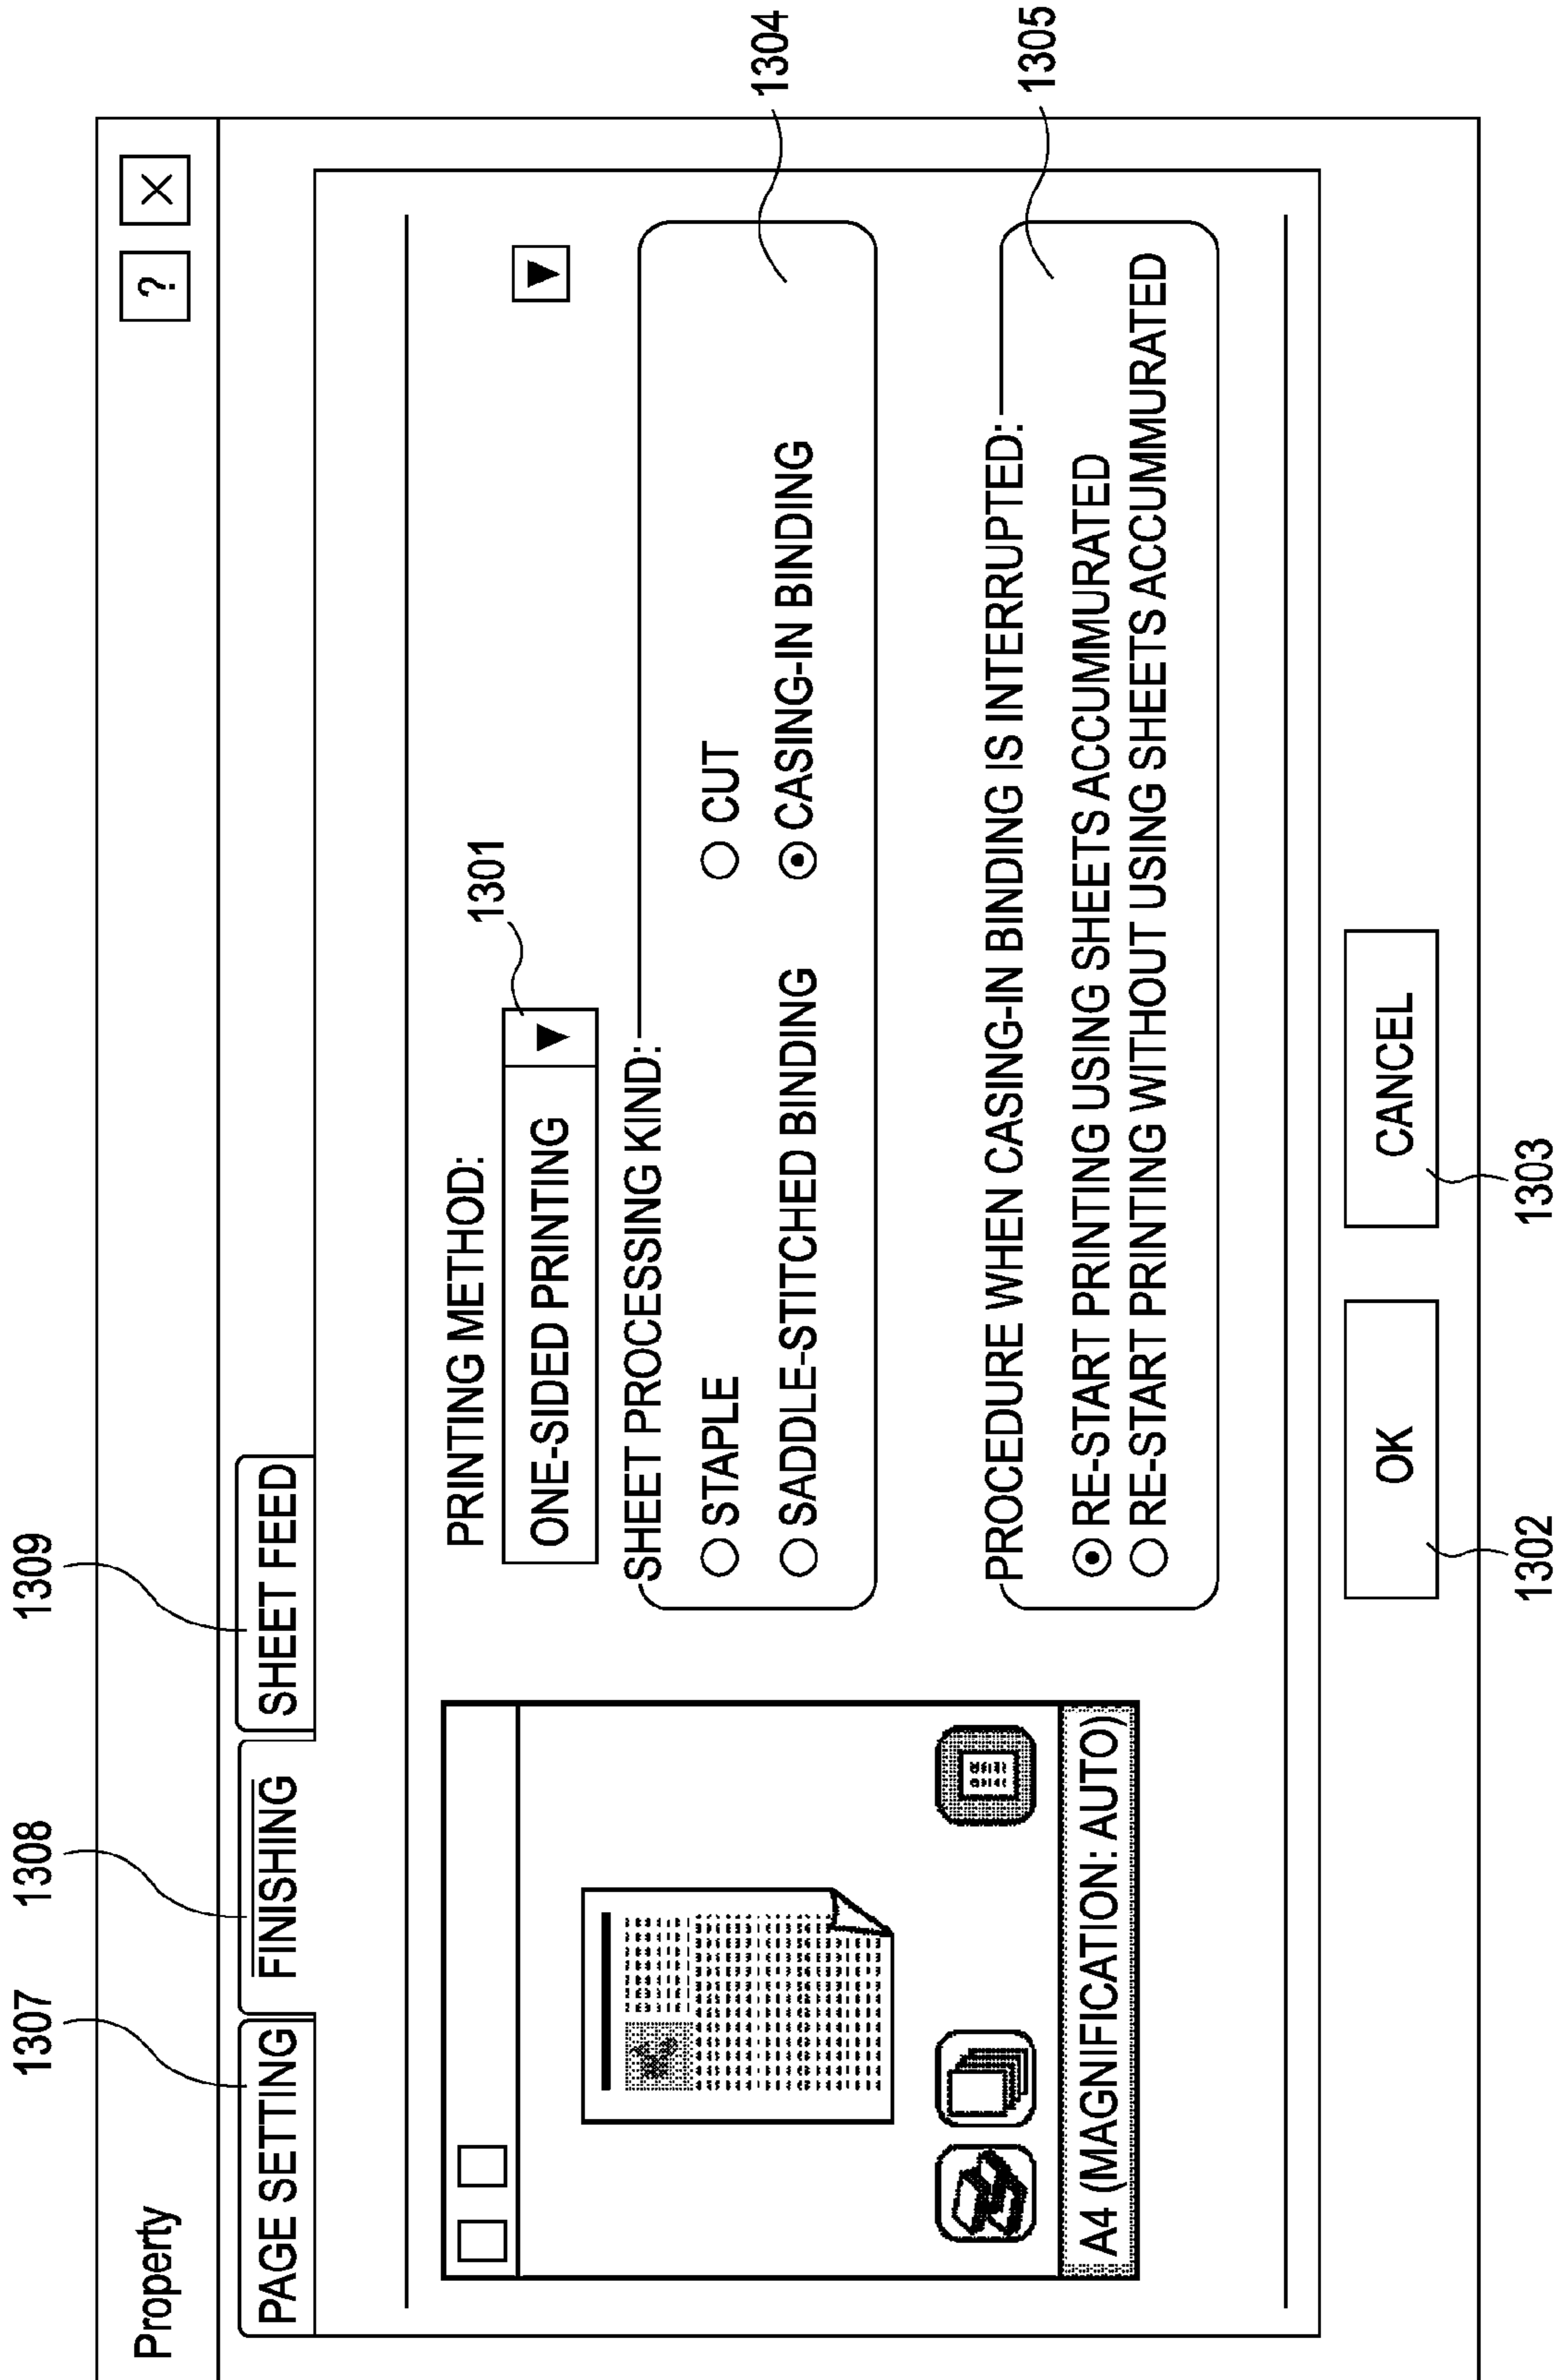 1307
1308
1309
Property
?
X
PAGE SETTING
FINISHING
SHEET FEED
A4 (MAGNIFICATION: AUTO)
PRINTING METHOD:
1301
ONE-SIDED PRINTING
SHEET PROCESSING KIND:
STAPLE
CUT
SADDLE-STITCHED BINDING
CASING-IN BINDING
1304
PROCEDURE WHEN CASING-IN BINDING IS INTERRUPTED:
RE-START PRINTING USING SHEETS ACCUMMURATED
RE-START PRINTING WITHOUT USING SHEETS ACCUMMURATED
1305
OK
CANCEL
1302
1303